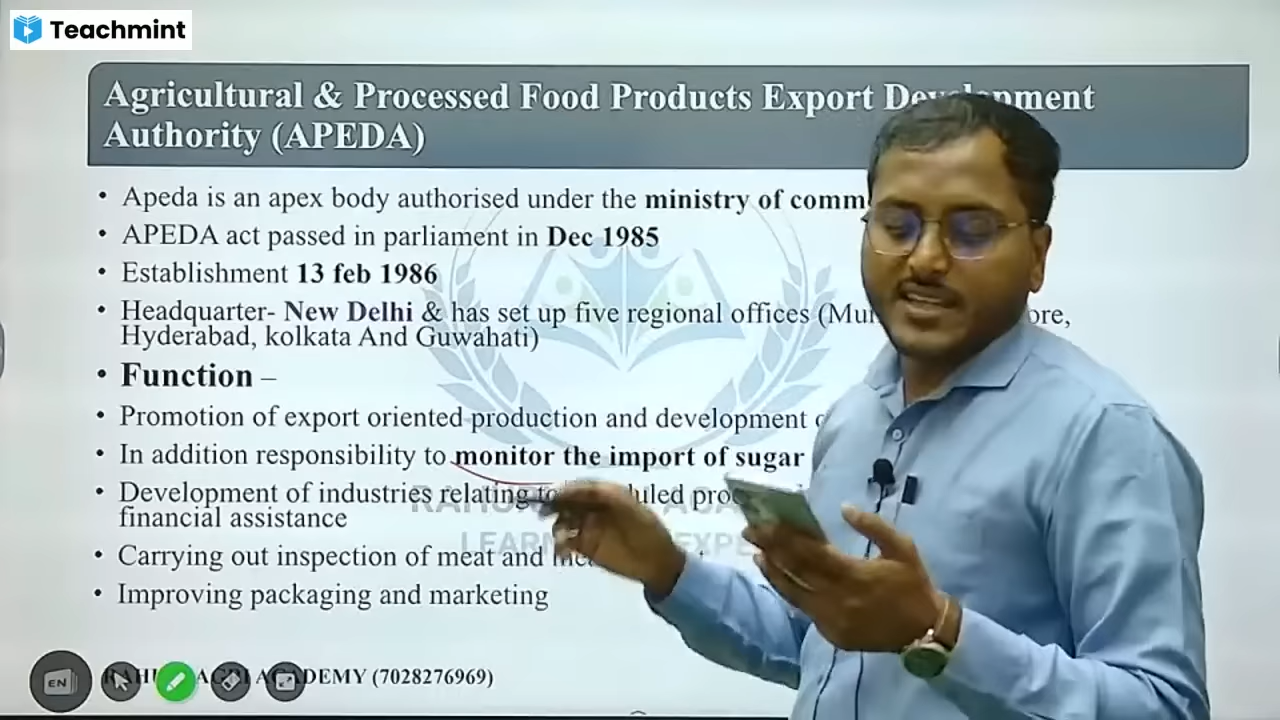 Teachmint
Agricultural & Processed Food Products Export Development
Authority (APEDA)
• Apeda is an apex body authorised under the ministry of
• APEDA act passed in parliament in Dec 1985
• Establishment 13 feb 1986
• Headquarter- New Delhi & has set up five regional offices
Hyderabad, kolkata And Guwahati)
• Function –
• Promotion of export oriented production and development
• In addition responsibility to monitor the import of sugar
• Development of industries relating to
financial assistance
• Carrying out inspection of meat and
• Improving packaging and marketing
EN
ACADEMY (7028276969)